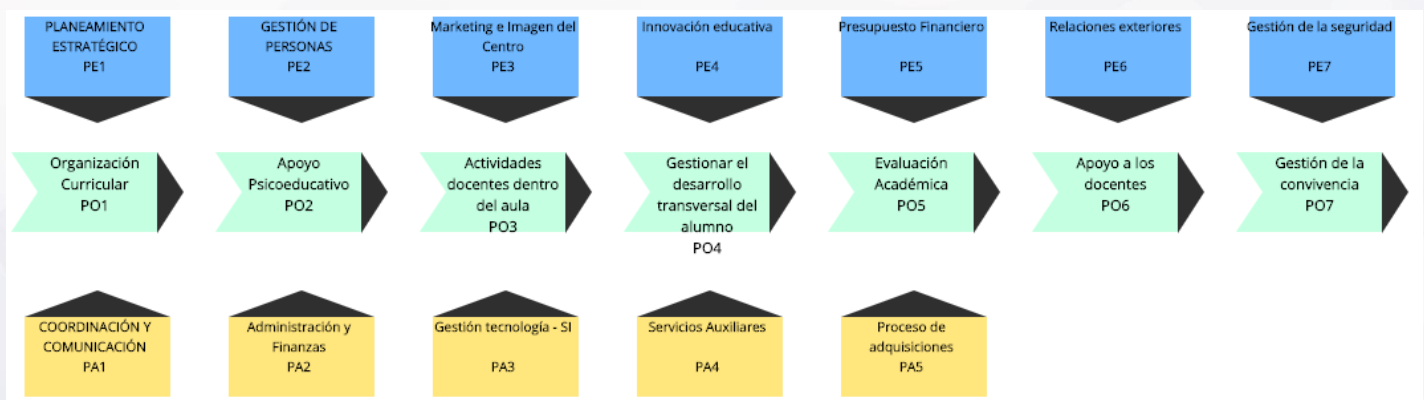 PLANEAMIENTO
ESTRATÉGICO
PE1
GESTIÓN DE
PERSONAS
PE2
Marketing e Imagen del
Centro
PE3
Innovación educativa
PE4
Presupuesto Financiero
PE5
Relaciones exteriores
PE6
Gestión de la seguridad
PE7
Organización
Curricular
PO1
Apoyo
Psicoeducativo
PO2
Actividades
docentes dentro
del aula
PO3
Gestionar el
desarrollo
transversal del
alumno
PO4
Evaluación
Académica
PO5
Apoyo a los
docentes
PO6
Gestión de la
convivencia
PO7
COORDINACIÓN Y
COMUNICACIÓN
PA1
Administración y
Finanzas
PA2
Gestión tecnología - SI
PA3
Servicios Auxiliares
PA4
Proceso de
adquisiciones
PA5